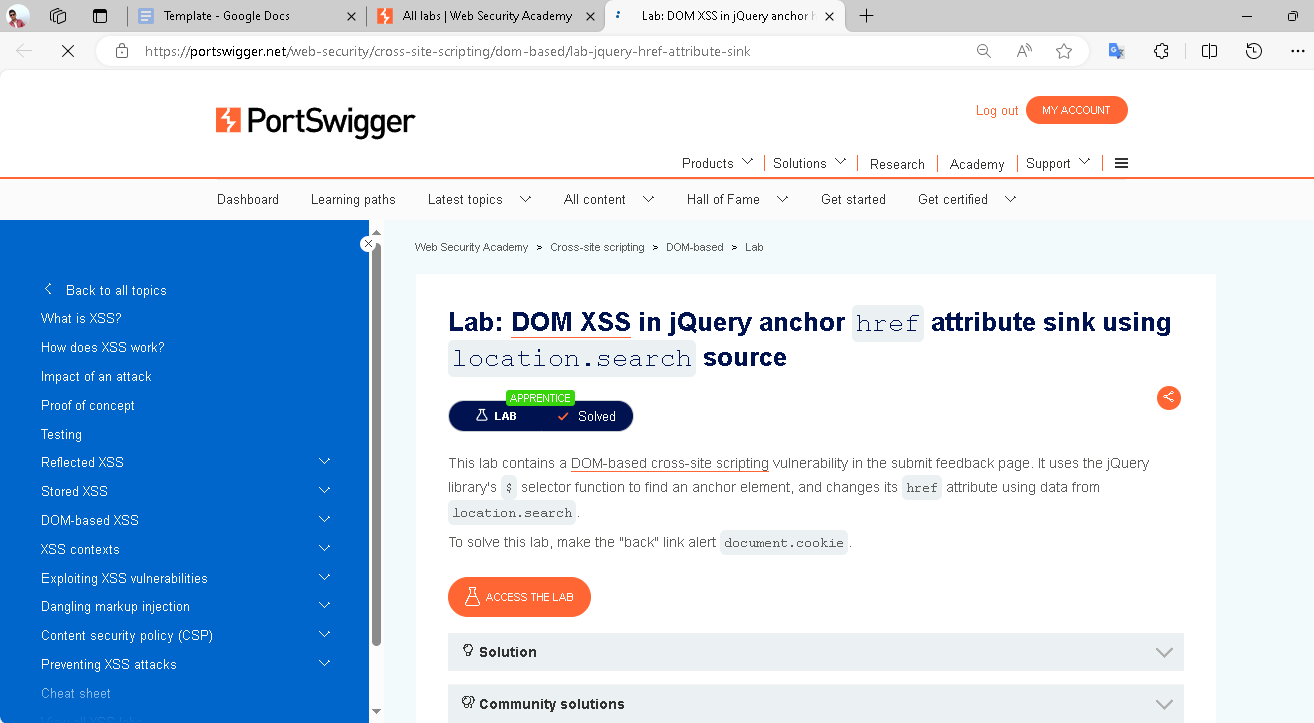 Template - Google Docs
All labs | Web Security Academy
Lab: DOM XSS in jQuery anchor
https://portswigger.net/web-security/cross-site-scripting/dom-based/lab-jquery-href-attribute-sink
PortSwigger
Log out
MY ACCOUNT
Products
Solutions
Research
Academy
Support
Dashboard
Learning paths
Latest topics
All content
Hall of Fame
Get started
Get certified
Back to all topics
What is XSS?
How does XSS work?
Impact of an attack
Proof of concept
Testing
Reflected XSS
Stored XSS
DOM-based XSS
XSS contexts
Exploiting XSS vulnerabilities
Dangling markup injection
Content security policy (CSP)
Preventing XSS attacks
Cheat sheet
Web Security Academy » Cross-site scripting » DOM-based » Lab
Lab: DOM XSS in jQuery anchor href attribute sink using
location.search source
APPRENTICE
LAB
Solved
This lab contains a DOM-based cross-site scripting vulnerability in the submit feedback page. It uses the jQuery
library's $ selector function to find an anchor element, and changes its href attribute using data from
location.search.
To solve this lab, make the "back" link alert document.cookie.
ACCESS THE LAB
Solution
Community solutions